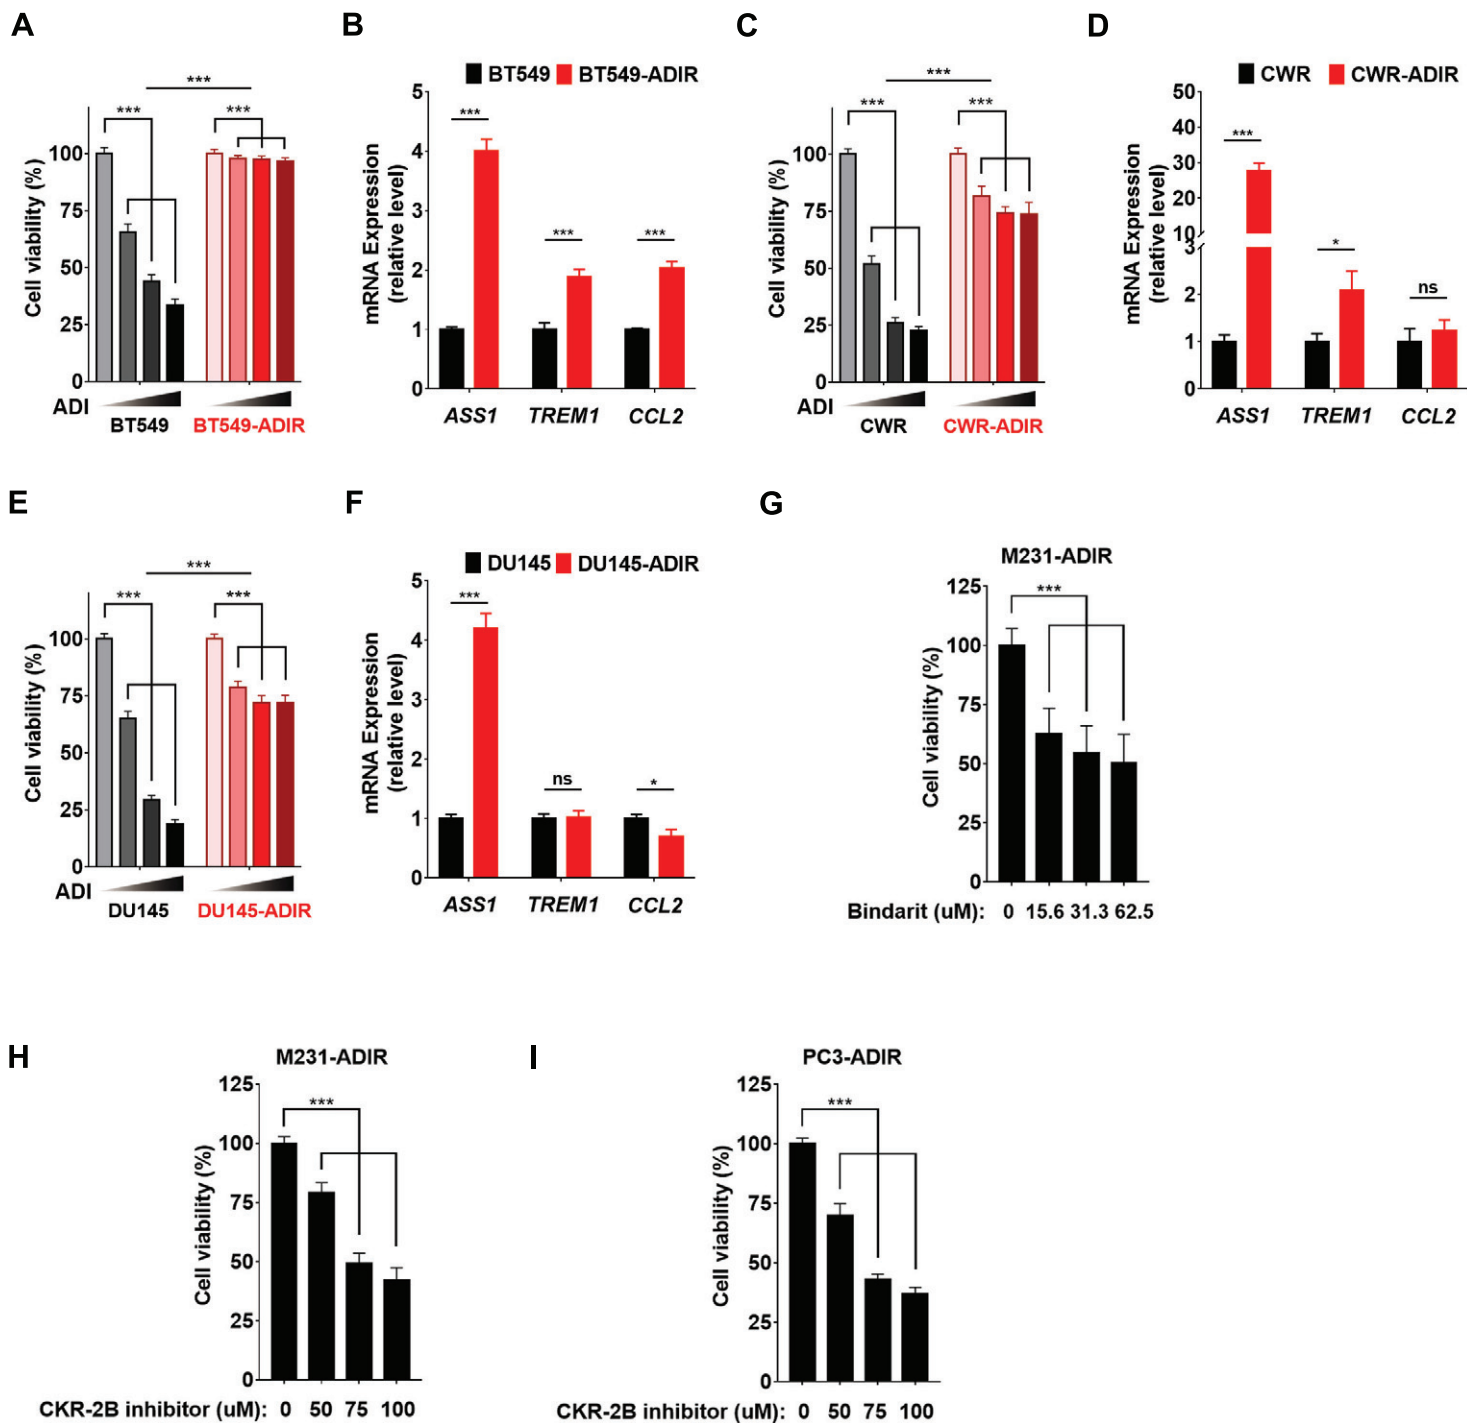 A
***
***
***
Cell viability (%)
100
75
50
25
0
ADI
BT549
BT549-ADIR
B
BT549
BT549-ADIR
mRNA Expression
(relative level)
5
4
3
2
1
0
***
***
***
ASS1
TREM1
CCL2
C
***
***
***
Cell viability (%)
100
75
50
25
0
ADI
CWR
CWR-ADIR
D
CWR
CWR-ADIR
mRNA Expression
(relative level)
50
40
30
20
10
3
2
1
0
***
*
ns
ASS1
TREM1
CCL2
E
***
***
***
Cell viability (%)
100
75
50
25
0
ADI
DU145
DU145-ADIR
F
DU145
DU145-ADIR
mRNA Expression
(relative level)
5
4
3
2
1
0
***
ns
*
ASS1
TREM1
CCL2
G
M231-ADIR
***
Cell viability (%)
125
100
75
50
25
0
Bindarit (uM): 0 15.6 31.3 62.5
H
M231-ADIR
***
Cell viability (%)
125
100
75
50
25
0
CKR-2B inhibitor (uM): 0 50 75 100
I
PC3-ADIR
***
Cell viability (%)
125
100
75
50
25
0
CKR-2B inhibitor (uM): 0 50 75 100